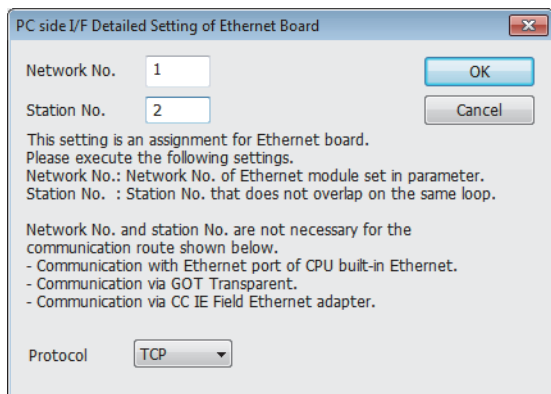 PC side I/F Detailed Setting of Ethernet Board
Network No. 1 OK
Station No. 2 Cancel
This setting is an assignment for Ethernet board.
Please execute the following settings.
Network No.: Network No. of Ethernet module set in parameter.
Station No. : Station No. that does not overlap on the same loop.
Network No. and station No. are not necessary for the
communication route shown below.
- Communication with Ethernet port of CPU built-in Ethernet.
- Communication via GOT Transparent.
- Communication via CC IE Field Ethernet adapter.
Protocol TCP